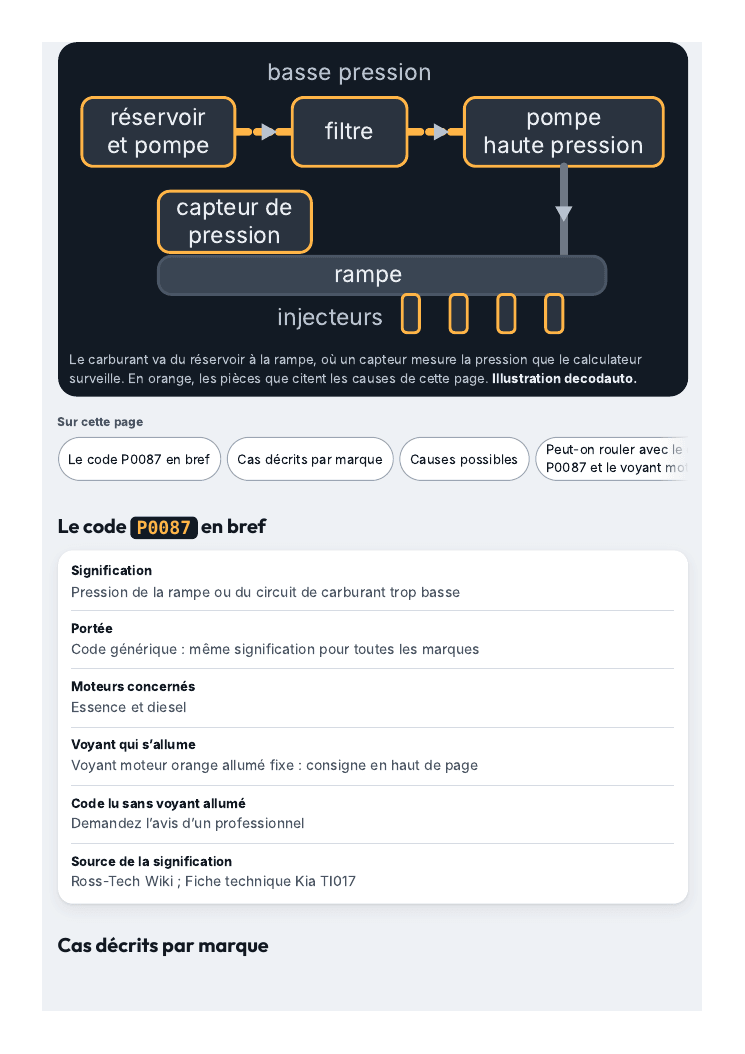 basse pression
réservoir
et pompe
filtre
pompe
haute pression
capteur de
pression
rampe
injecteurs
Le carburant va du réservoir à la rampe, où un capteur mesure la pression que le calculateur
surveille. En orange, les pièces que citent les causes de cette page. Illustration decodauto.
Sur cette page
Le code P0087 en bref
Cas décrits par marque
Causes possibles
Peut-on rouler avec le
P0087 et le voyant
Le code P0087 en bref
Signification
Pression de la rampe ou du circuit de carburant trop basse
Portée
Code générique : même signification pour toutes les marques
Moteurs concernés
Essence et diesel
Voyant qui s’allume
Voyant moteur orange allumé fixe : consigne en haut de page
Code lu sans voyant allumé
Demandez l’avis d’un professionnel
Source de la signification
Ross-Tech Wiki ; Fiche technique Kia TI017
Cas décrits par marque